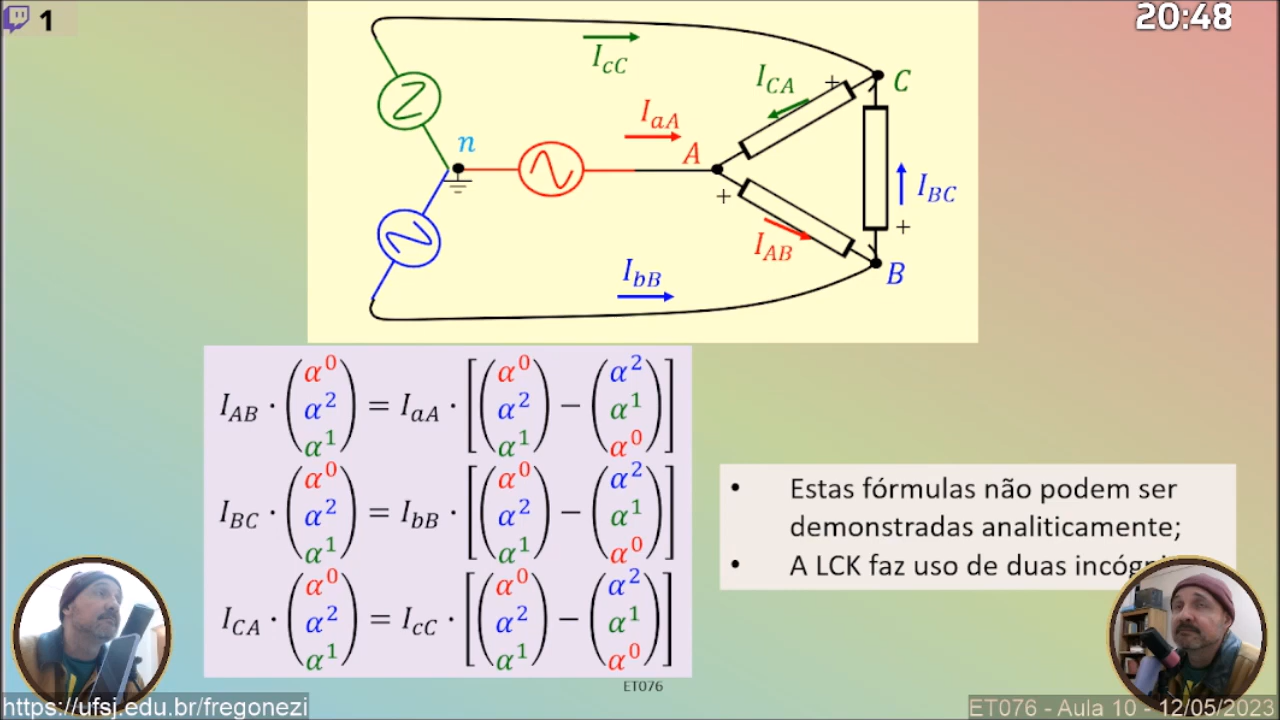 1
20:48
I_cC
I_CA
+
C
I_aA
n
A
+
I_BC
+
I_AB
I_bB
B
I_AB · (α^0 α^2 α^1) = I_aA · [(α^0 α^2 α^1) − (α^2 α^1 α^0)]
I_BC · (α^0 α^2 α^1) = I_bB · [(α^0 α^2 α^1) − (α^2 α^1 α^0)]
I_CA · (α^0 α^2 α^1) = I_cC · [(α^0 α^2 α^1) − (α^2 α^1 α^0)]
• Estas fórmulas não podem ser
demonstradas analiticamente;
• A LCK faz uso de duas
ET076
https://ufsj.edu.br/fregonezi
ET076 - Aula 10 - 12/05/2023